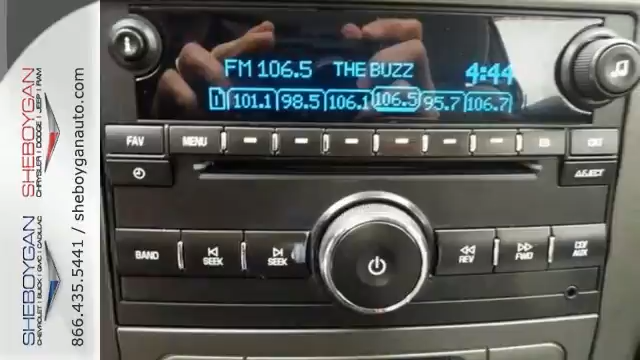 SHEBOYGAN
CHEVROLET | BUICK | GMC | CADILLAC
SHEBOYGAN
CHRYSLER | DODGE | JEEP | RAM
866.435.5441 / sheboyganauto.com
FM 106.5 THE BUZZ 4:44
1 101.1 98.5 106.1 106.5 95.7 106.7
FAV MENU
BAND SEEK SEEK REV FWD CD/AUX